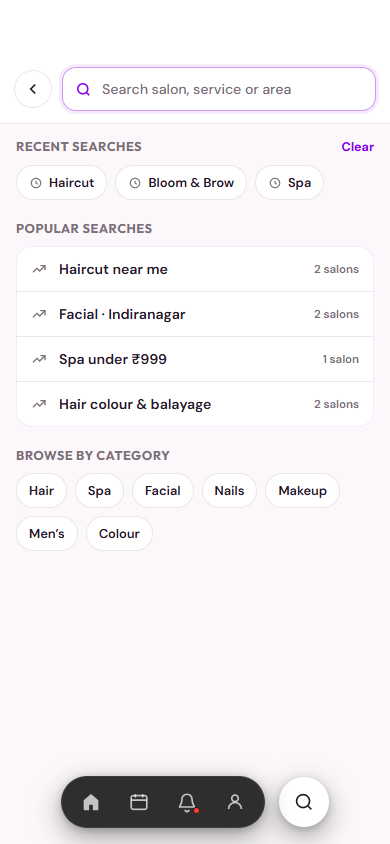 Search salon, service or area
RECENT SEARCHES
Clear
Haircut
Bloom & Brow
Spa
POPULAR SEARCHES
Haircut near me
2 salons
Facial · Indiranagar
2 salons
Spa under ₹999
1 salon
Hair colour & balayage
2 salons
BROWSE BY CATEGORY
Hair
Spa
Facial
Nails
Makeup
Men’s
Colour